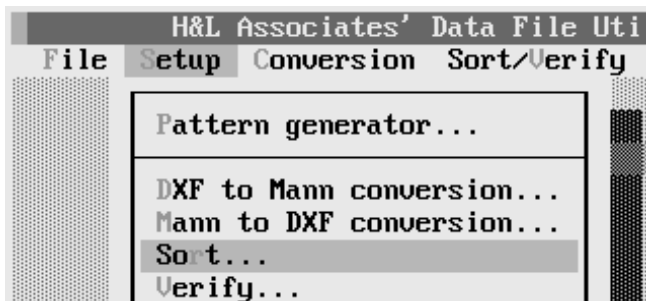 H&L Associates' Data File Uti
File Setup Conversion Sort/Verify
Pattern generator...
DXF to Mann conversion...
Mann to DXF conversion...
Sort...
Verify...